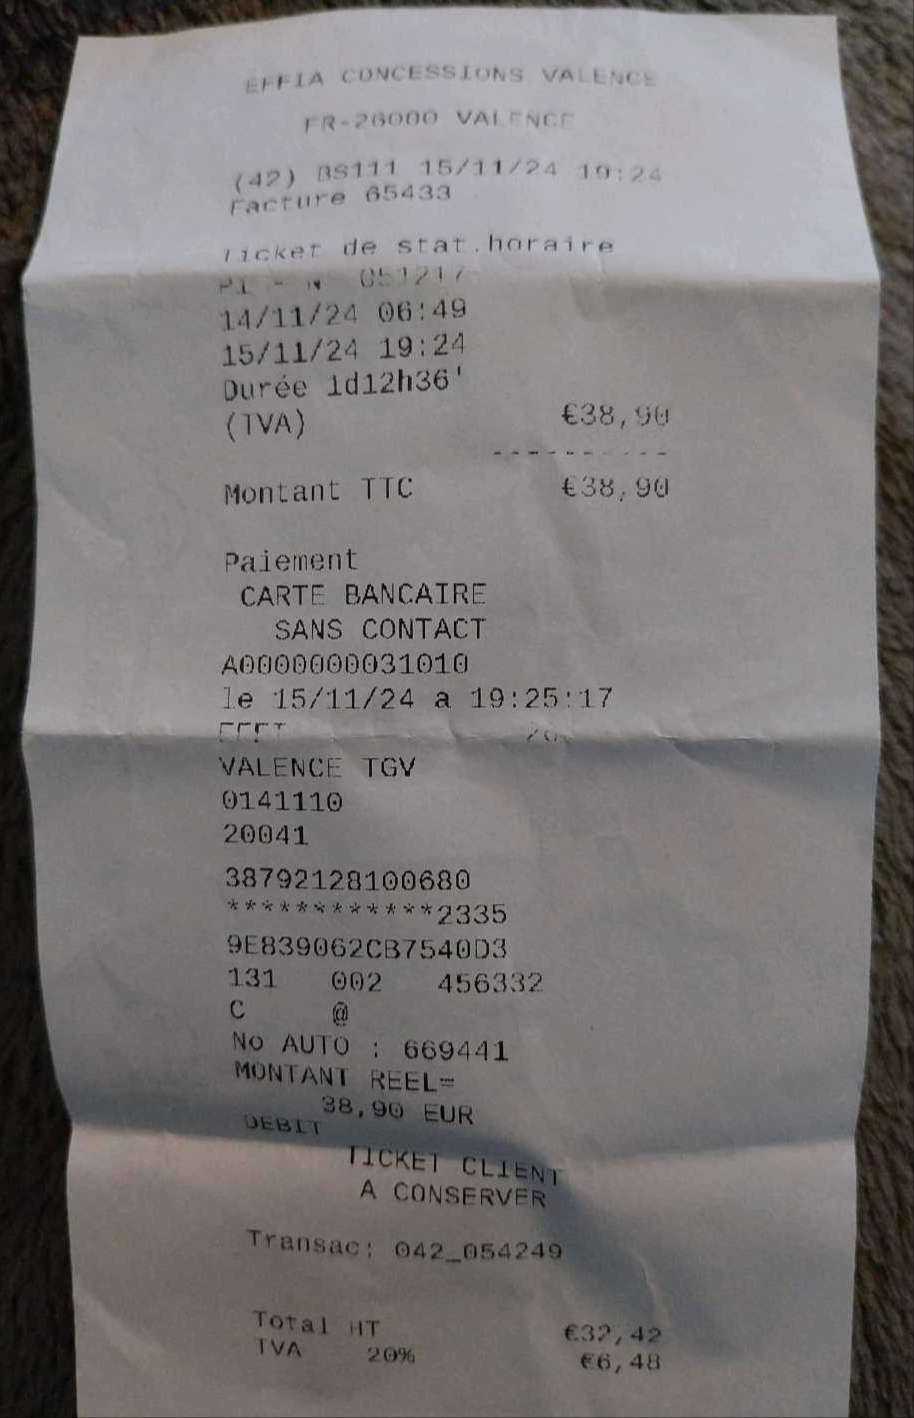 EFFIA CONCESSIONS VALENCE
FR-26000 VALENCE
(42) BS111 15/11/24 19:24
Facture 65433
Ticket de stat.horaire
051217
14/11/24 06:49
15/11/24 19:24
Durée 1d12h36'
(TVA) €38,90
----------
Montant TTC €38,90
Paiement
CARTE BANCAIRE
SANS CONTACT
A0000000031010
le 15/11/24 a 19:25:17
VALENCE TGV
0141110
20041
38792128100680
************2335
9E839062CB7540D3
131 002 456332
C @
No AUTO : 669441
MONTANT REEL=
38,90 EUR
DEBIT
TICKET CLIENT
A CONSERVER
Transac: 042_054249
Total HT €32,42
TVA 20% €6,48